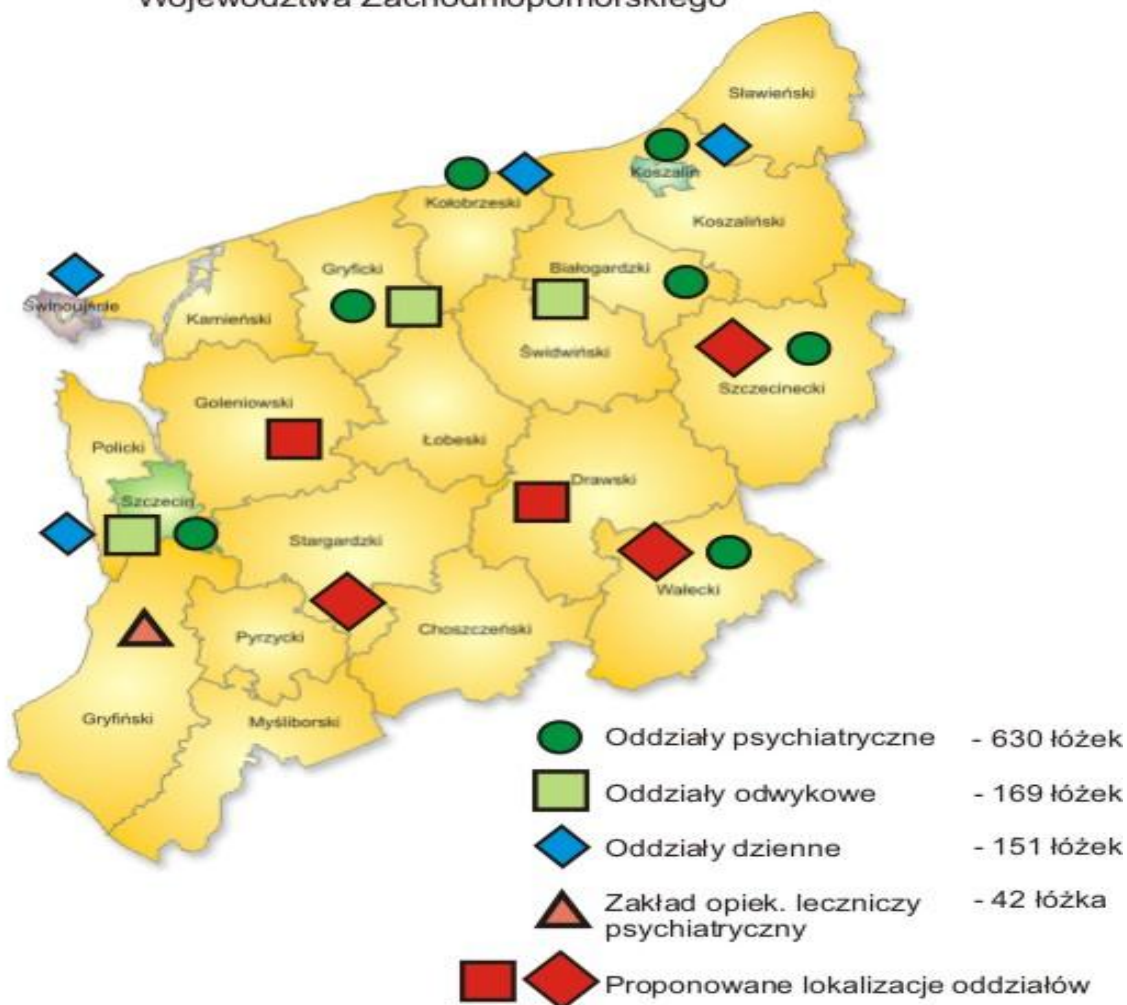 Województwa Zachodniopomorskiego
Sławieński
Koszalin
Kołobrzeski
Koszaliński
Gryficki
Białogardzki
Świnoujście
Kamieński
Świdwiński
Szczecinecki
Goleniowski
Łobeski
Policki
Drawski
Szczecin
Stargardzki
Wałecki
Choszczeński
Pyrzycki
Gryfiński
Myśliborski
Oddziały psychiatryczne - 630 łóżek
Oddziały odwykowe - 169 łóżek
Oddziały dzienne - 151 łóżek
Zakład opiek. leczniczy - 42 łóżka
psychiatryczny
Proponowane lokalizacje oddziałów